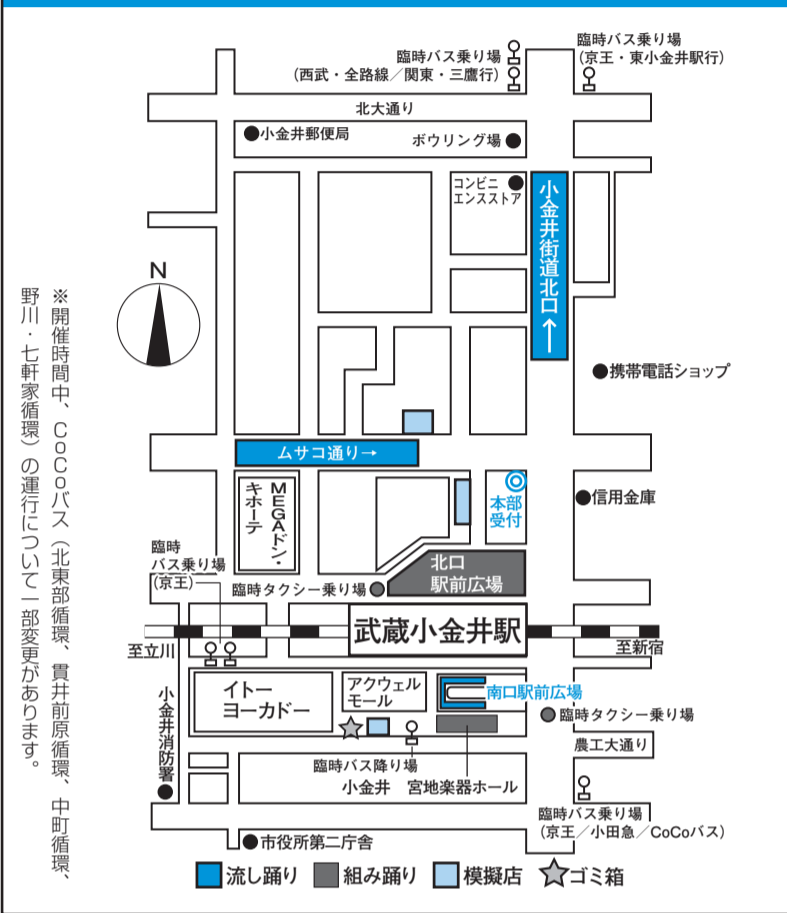 臨時バス乗り場
(西武・全路線／関東・三鷹行)
臨時バス乗り場
(京王・東小金井駅行)
北大通り
小金井郵便局
ボウリング場
コンビニ
エンスストア
小金井街道北口↑
N
携帯電話ショップ
ムサコ通り→
MEGAドン・
キホーテ
本部
受付
信用金庫
臨時
バス乗り場
(京王)
臨時タクシー乗り場
北口
駅前広場
武蔵小金井駅
至立川
至新宿
イトー
ヨーカドー
アクウェル
モール
南口駅前広場
臨時タクシー乗り場
小金井消防署
農工大通り
臨時バス降り場
小金井 宮地楽器ホール
臨時バス乗り場
(京王／小田急／CoCoバス)
市役所第二庁舎
流し踊り
組み踊り
模擬店
ゴミ箱
※開催時間中、CoCoバス（北東部循環、貫井前原循環、中町循環、
野川・七軒家循環）の運行について一部変更があります。